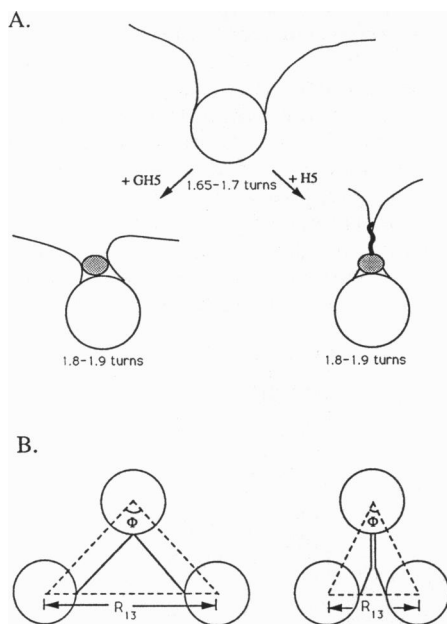 A.
+ GH5 1.65-1.7 turns + H5
1.8-1.9 turns 1.8-1.9 turns
B.
Φ Φ
R13 R13